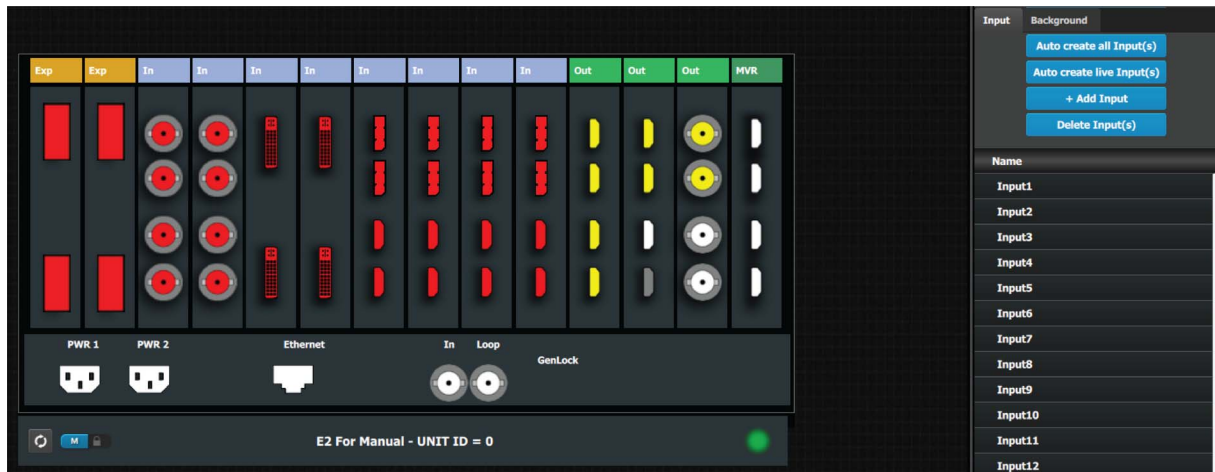 Input Background
Auto create all Input(s)
Auto create live Input(s)
+ Add Input
Delete Input(s)
Name
Input1
Input2
Input3
Input4
Input5
Input6
Input7
Input8
Input9
Input10
Input11
Input12
Exp Exp In In In In In In In In Out Out Out MVR
PWR 1 PWR 2 Ethernet In Loop
GenLock
M E2 For Manual - UNIT ID = 0